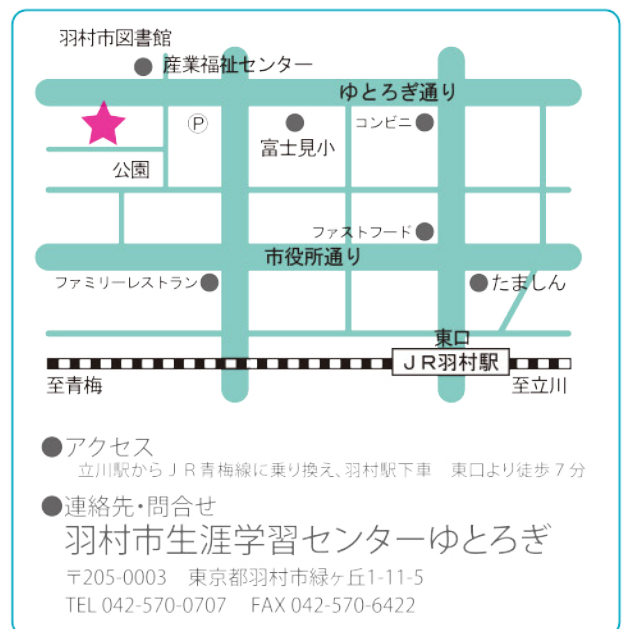 羽村市図書館
産業福祉センター
ゆとろぎ通り
P
コンビニ
富士見小
公園
ファストフード
市役所通り
ファミリーレストラン
たましん
東口
JR羽村駅
至青梅
至立川
●アクセス
立川駅からJR青梅線に乗り換え、羽村駅下車　東口より徒歩7分
●連絡先・問合せ
羽村市生涯学習センターゆとろぎ
〒205-0003　東京都羽村市緑ヶ丘1-11-5
TEL 042-570-0707　FAX 042-570-6422